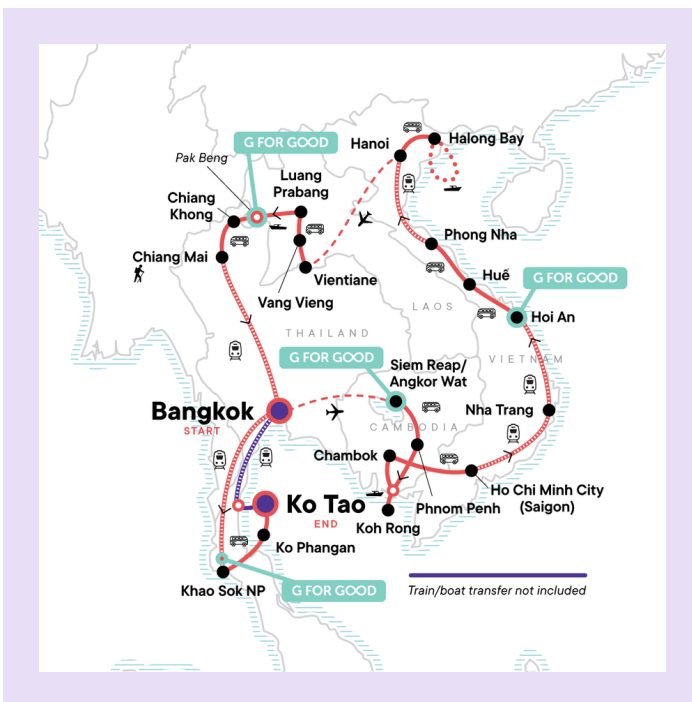 G FOR GOOD
Hanoi
Halong Bay
Pak Beng
Luang
Prabang
Chiang
Khong
Phong Nha
Chiang Mai
Vientiane
Huế
G FOR GOOD
Vang Vieng
LAOS
Hoi An
THAILAND
G FOR GOOD
Siem Reap/
Angkor Wat
VIETNAM
Bangkok
START
Nha Trang
CAMBODIA
Chambok
Ho Chi Minh City
(Saigon)
Phnom Penh
Koh Rong
Ko Tao
END
Ko Phangan
Khao Sok NP
G FOR GOOD
Train/boat transfer not included